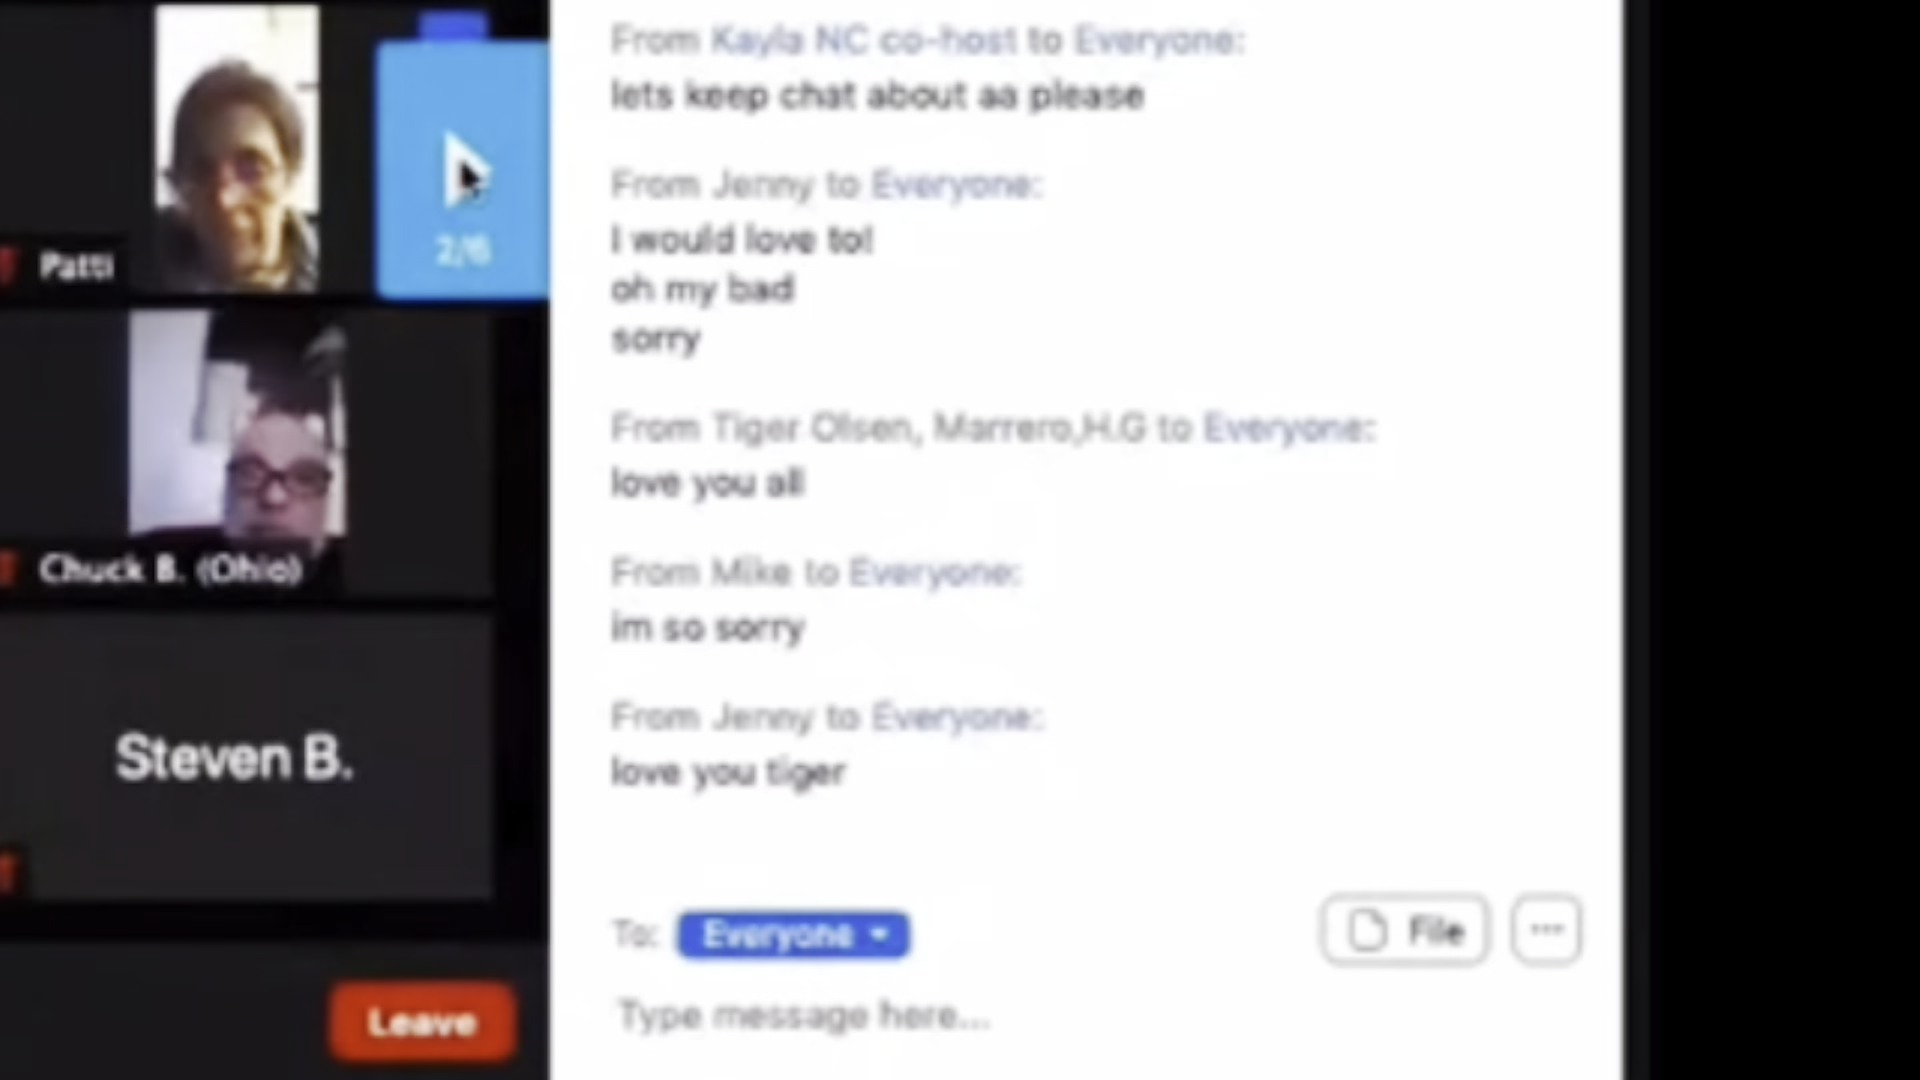 From Kayla NC co-host to Everyone:
lets keep chat about aa please
From Jenny to Everyone:
I would love to!
oh my bad
sorry
From Tiger Olsen, Marrero,H.G to Everyone:
love you all
From Mike to Everyone:
im so sorry
From Jenny to Everyone:
love you tiger
To: Everyone
File
...
Type message here...
2/6
Patti
Chuck B. (Ohio)
Steven B.
Leave